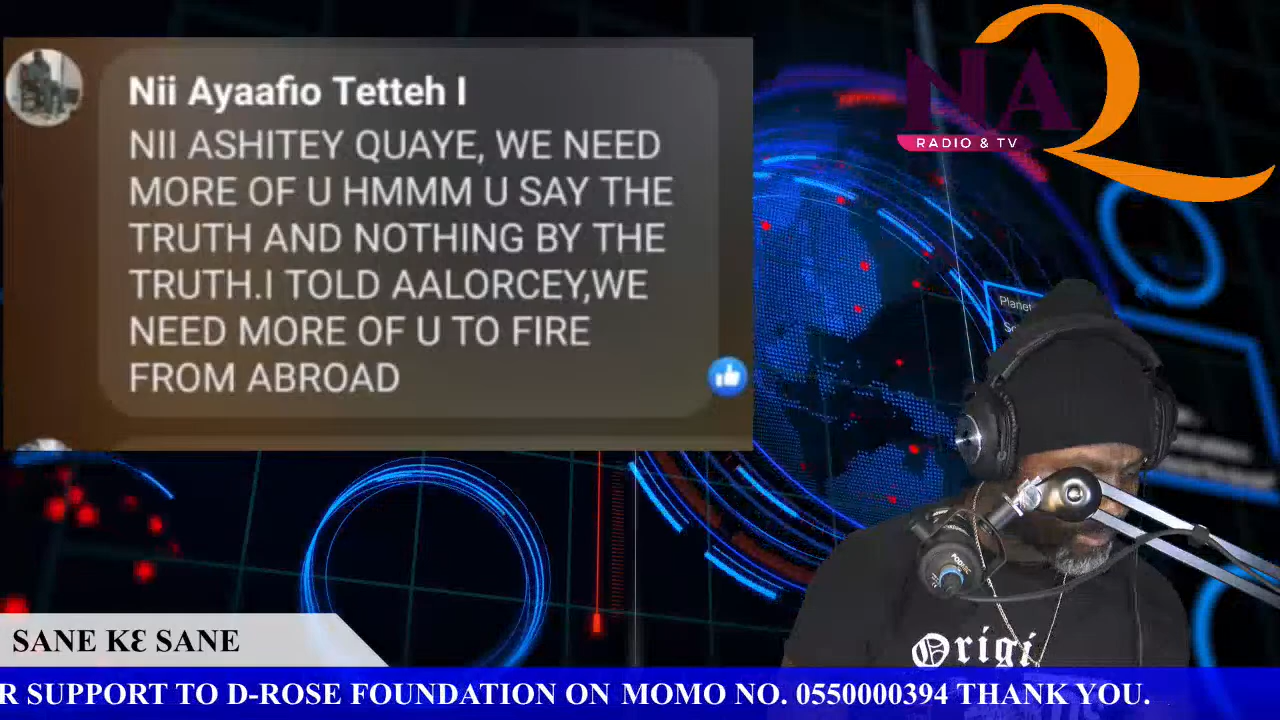 Nii Ayaafio Tetteh I
NII ASHITEY QUAYE, WE NEED
MORE OF U HMMM U SAY THE
TRUTH AND NOTHING BY THE
TRUTH.I TOLD AALORCEY,WE
NEED MORE OF U TO FIRE
FROM ABROAD
NAQ
RADIO & TV
Planet
Origi
SANE KƐ SANE
R SUPPORT TO D-ROSE FOUNDATION ON MOMO NO. 0550000394 THANK YOU.